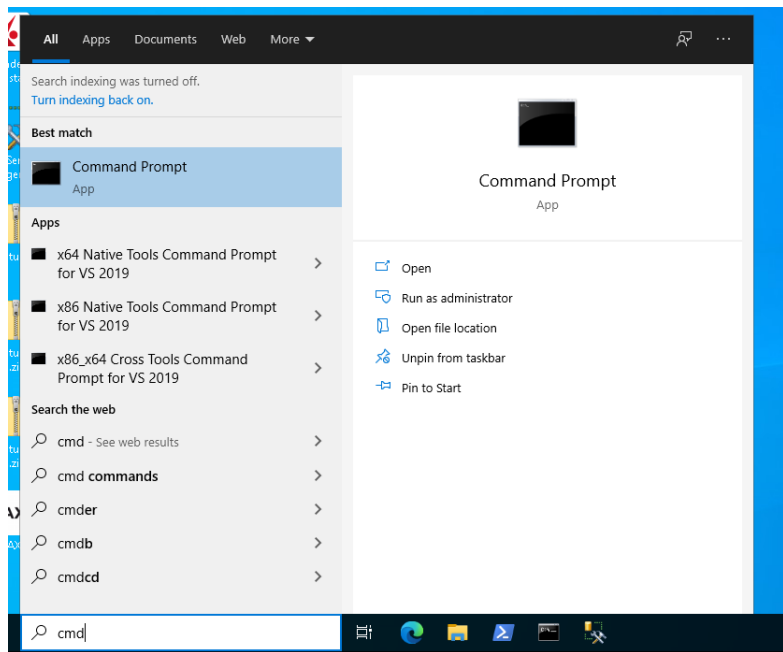 All Apps Documents Web More
Search indexing was turned off.
Turn indexing back on.
Best match
Command Prompt
App
Apps
x64 Native Tools Command Prompt
for VS 2019
x86 Native Tools Command Prompt
for VS 2019
x86_x64 Cross Tools Command
Prompt for VS 2019
Search the web
cmd - See web results
cmd commands
cmder
cmdb
cmdcd
cmd
Command Prompt
App
Open
Run as administrator
Open file location
Unpin from taskbar
Pin to Start